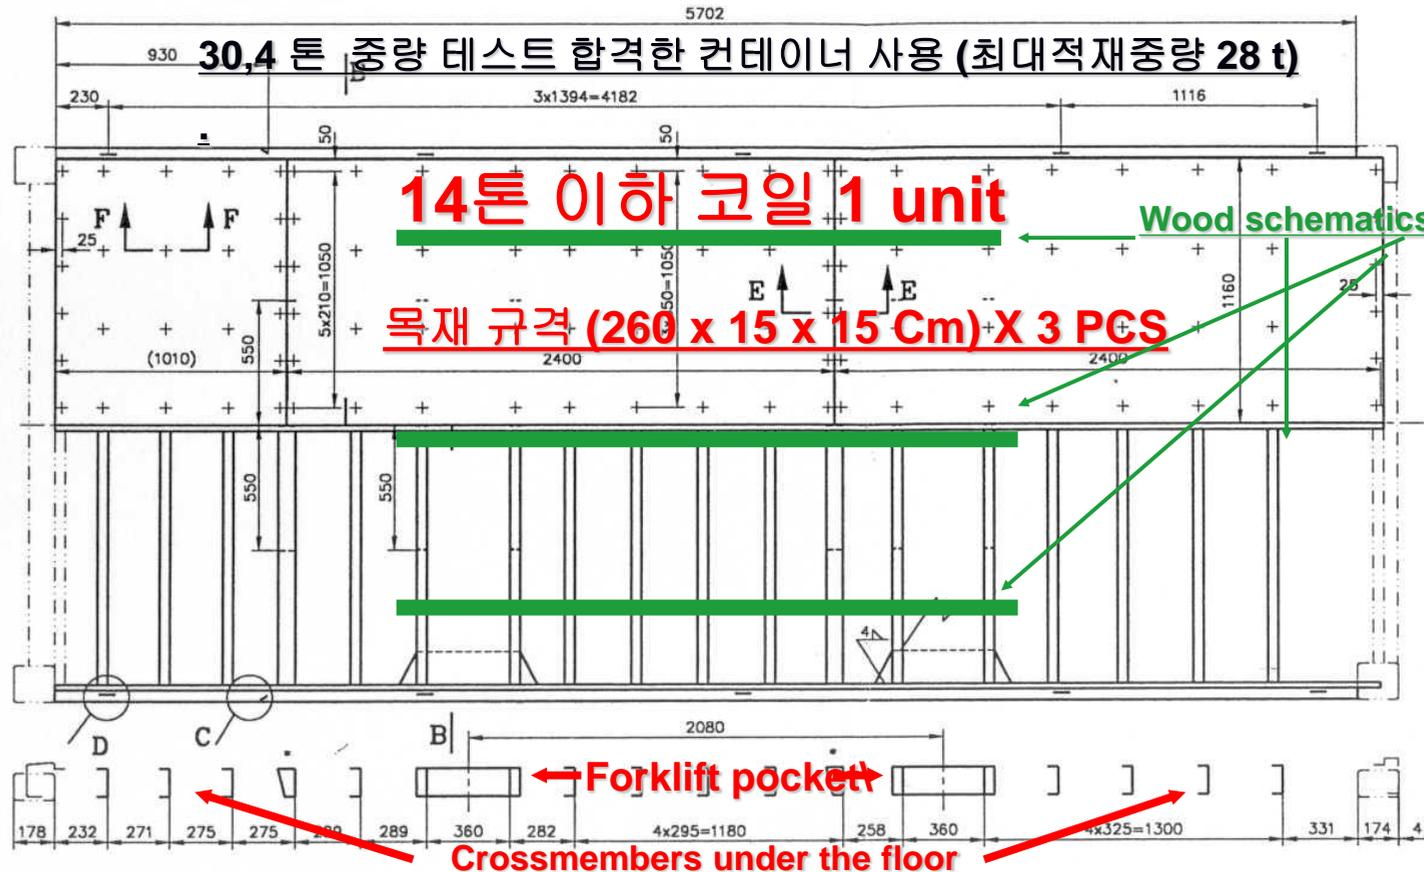 5702
30,4 톤 중량 테스트 합격한 컨테이너 사용 (최대적재중량 28 t)
930
230
3x1394=4182
1116
.
50
50
14톤 이하 코일 1 unit
Wood schematics
F F
25
5x210=1050
1160
25
E E
목재 규격 (260 x 15 x 15 Cm) X 3 PCS
550
(1010)
2400
2400
550
550
4
D
C
B
2080
Forklift pocket\
178 232 271 275 275 289 360 282 4x295=1180 258 360 4x325=1300 331 174
Crossmembers under the floor